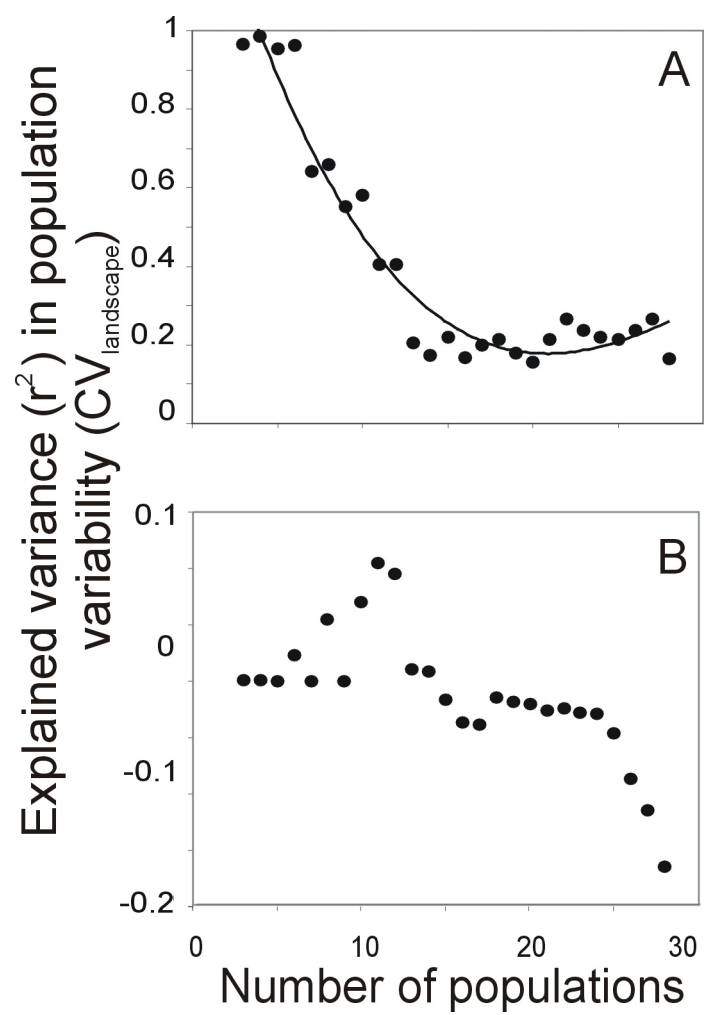 Explained variance (r2) in population
variability (CVlandscape)
1
0.8
0.6
0.4
0.2
0
A
0.1
0
-0.1
-0.2
B
0 10 20 30
Number of populations